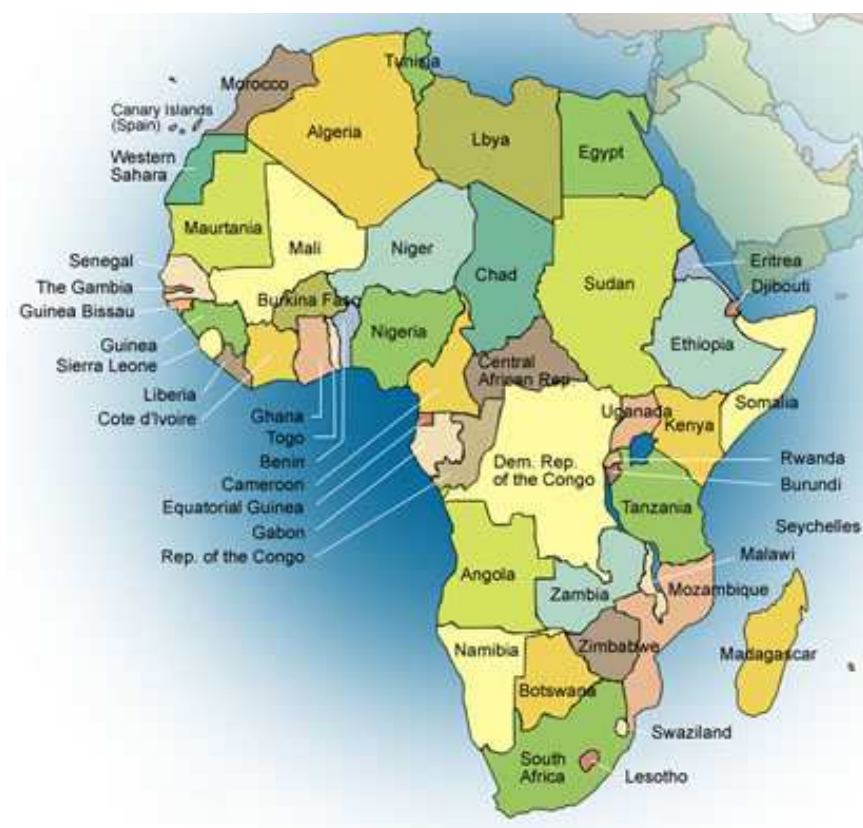 Tunisia
Morocco
Canary Islands
(Spain)
Algeria
Lbya
Egypt
Western
Sahara
Maurtania
Mali
Niger
Chad
Sudan
Eritrea
Djibouti
Senegal
The Gambia
Guinea Bissau
Burkina Faso
Nigeria
Ethiopia
Guinea
Sierra Leone
Liberia
Cote d'Ivoire
Central
African Rep
Somalia
Ghana
Togo
Benin
Cameroon
Equatorial Guinea
Gabon
Rep. of the Congo
Uganada
Kenya
Dem. Rep.
of the Congo
Rwanda
Burundi
Tanzania
Seychelles
Malawi
Angola
Zambia
Mozambique
Namibia
Zimbabwe
Madagascar
Botswana
Swaziland
South
Africa
Lesotho